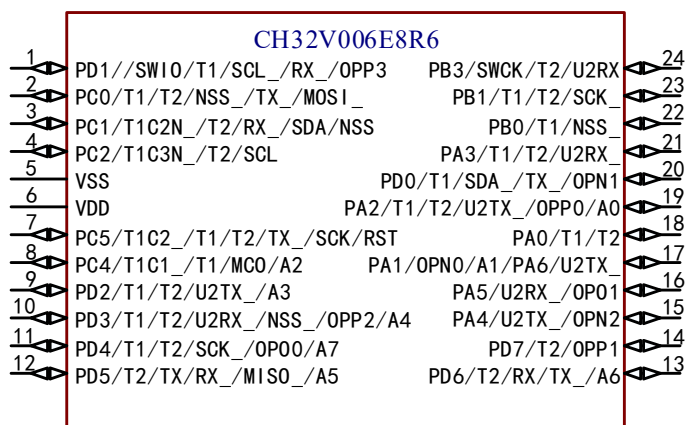 CH32V006E8R6
1 PD1//SWIO/T1/SCL_/RX_/OPP3 PB3/SWCK/T2/U2RX 24
2 PC0/T1/T2/NSS_/TX_/MOSI_ PB1/T1/T2/SCK_ 23
3 PC1/T1C2N_/T2/RX_/SDA/NSS PB0/T1/NSS_ 22
4 PC2/T1C3N_/T2/SCL PA3/T1/T2/U2RX_ 21
5 VSS PD0/T1/SDA_/TX_/OPN1 20
6 VDD PA2/T1/T2/U2TX_/OPP0/A0 19
7 PC5/T1C2_/T1/T2/TX_/SCK/RST PA0/T1/T2 18
8 PC4/T1C1_/T1/MCO/A2 PA1/OPN0/A1/PA6/U2TX_ 17
9 PD2/T1/T2/U2TX_/A3 PA5/U2RX_/OPO1 16
10 PD3/T1/T2/U2RX_/NSS_/OPP2/A4 PA4/U2TX_/OPN2 15
11 PD4/T1/T2/SCK_/OPO0/A7 PD7/T2/OPP1 14
12 PD5/T2/TX/RX_/MISO_/A5 PD6/T2/RX/TX_/A6 13